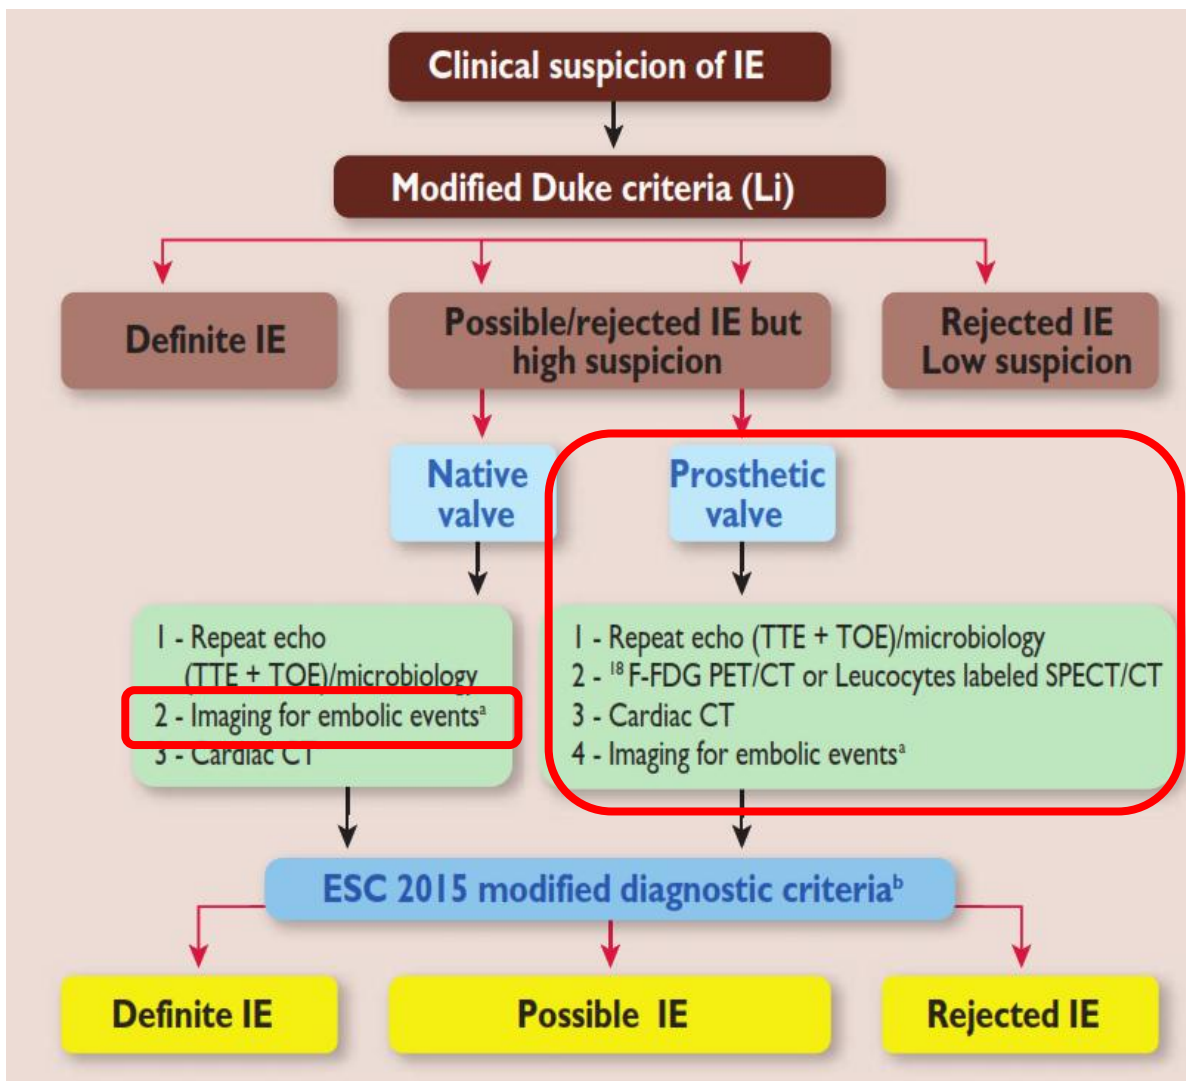 Clinical suspicion of IE
Modified Duke criteria (Li)
Definite IE
Possible/rejected IE but
high suspicion
Rejected IE
Low suspicion
Native
valve
Prosthetic
valve
1 - Repeat echo
(TTE + TOE)/microbiology
2 - Imaging for embolic eventsᵃ
3 - Cardiac CT
1 - Repeat echo (TTE + TOE)/microbiology
2 - ¹⁸F-FDG PET/CT or Leucocytes labeled SPECT/CT
3 - Cardiac CT
4 - Imaging for embolic eventsᵃ
ESC 2015 modified diagnostic criteriaᵇ
Definite IE
Possible IE
Rejected IE